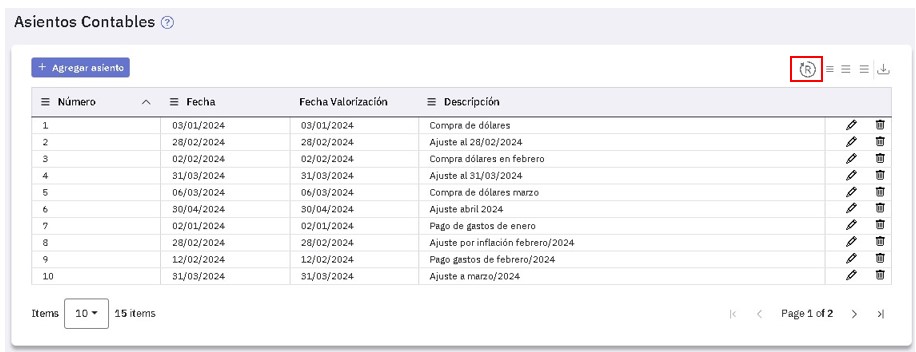 Asientos Contables ?
+ Agregar asiento
R
Número Fecha Fecha Valorización Descripción
1 03/01/2024 03/01/2024 Compra de dólares
2 28/02/2024 28/02/2024 Ajuste al 28/02/2024
3 02/02/2024 02/02/2024 Compra dólares en febrero
4 31/03/2024 31/03/2024 Ajuste al 31/03/2024
5 06/03/2024 06/03/2024 Compra de dólares marzo
6 30/04/2024 30/04/2024 Ajuste abril 2024
7 02/01/2024 02/01/2024 Pago de gastos de enero
8 28/02/2024 28/02/2024 Ajuste por inflación febrero/2024
9 12/02/2024 12/02/2024 Pago gastos de febrero/2024
10 31/03/2024 31/03/2024 Ajuste a marzo/2024
Items 10 15 items Page 1 of 2